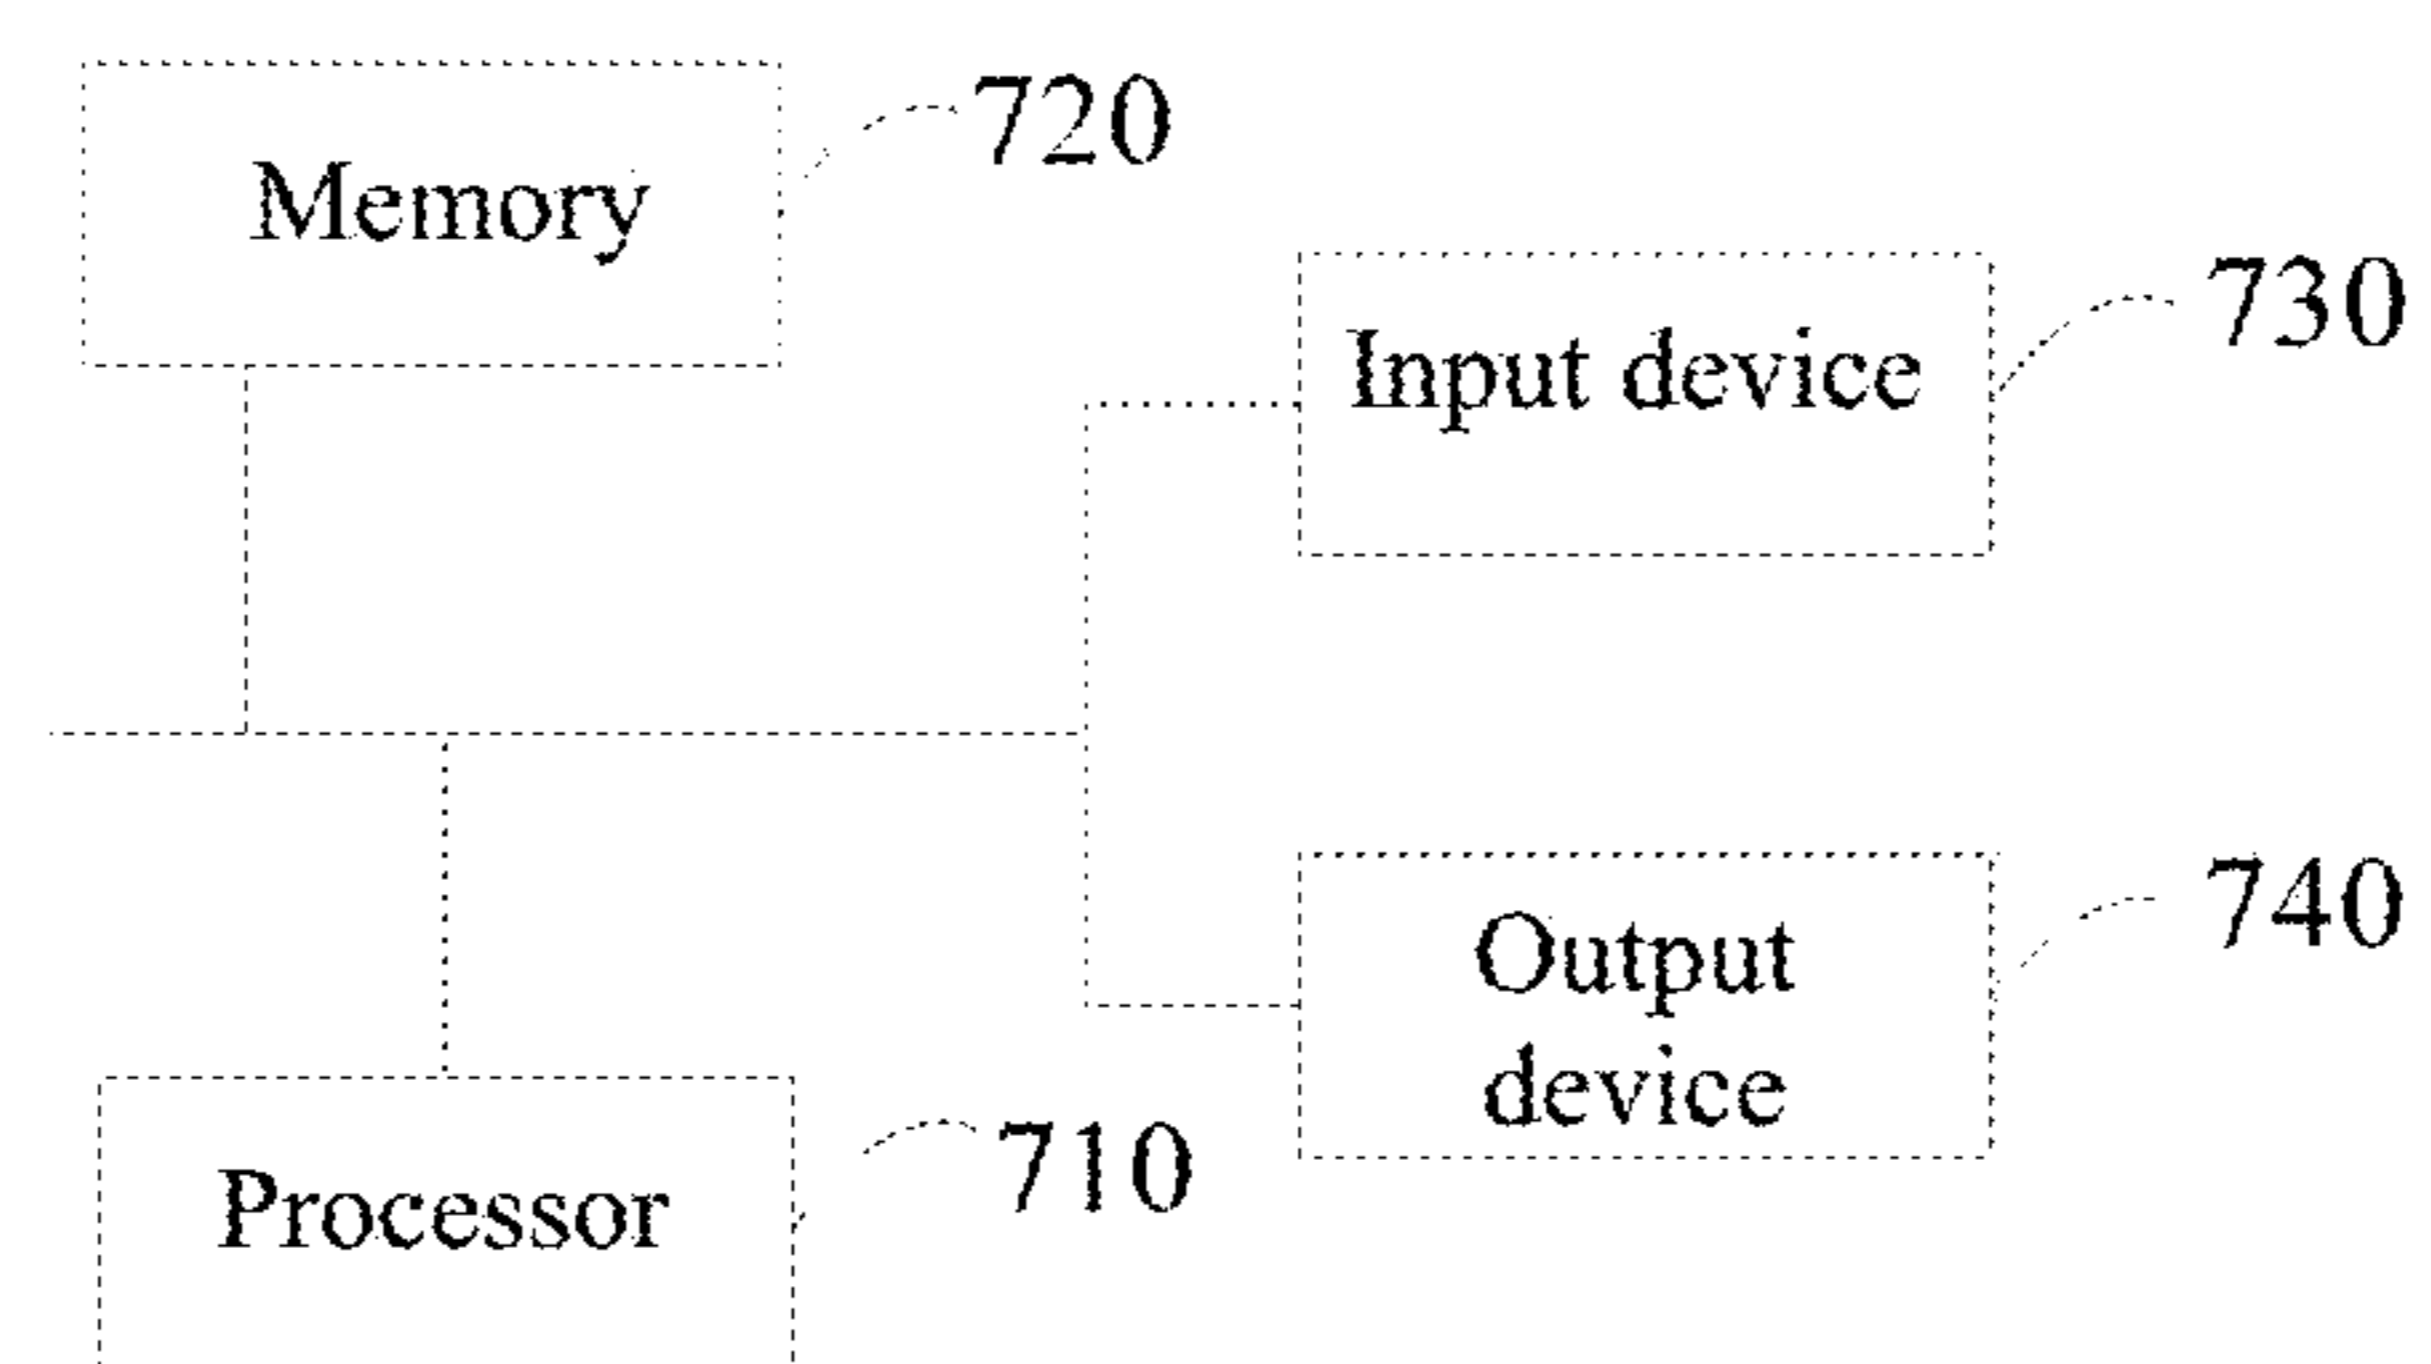 Memory
720
Input device
730
Output
device
740
Processor
710